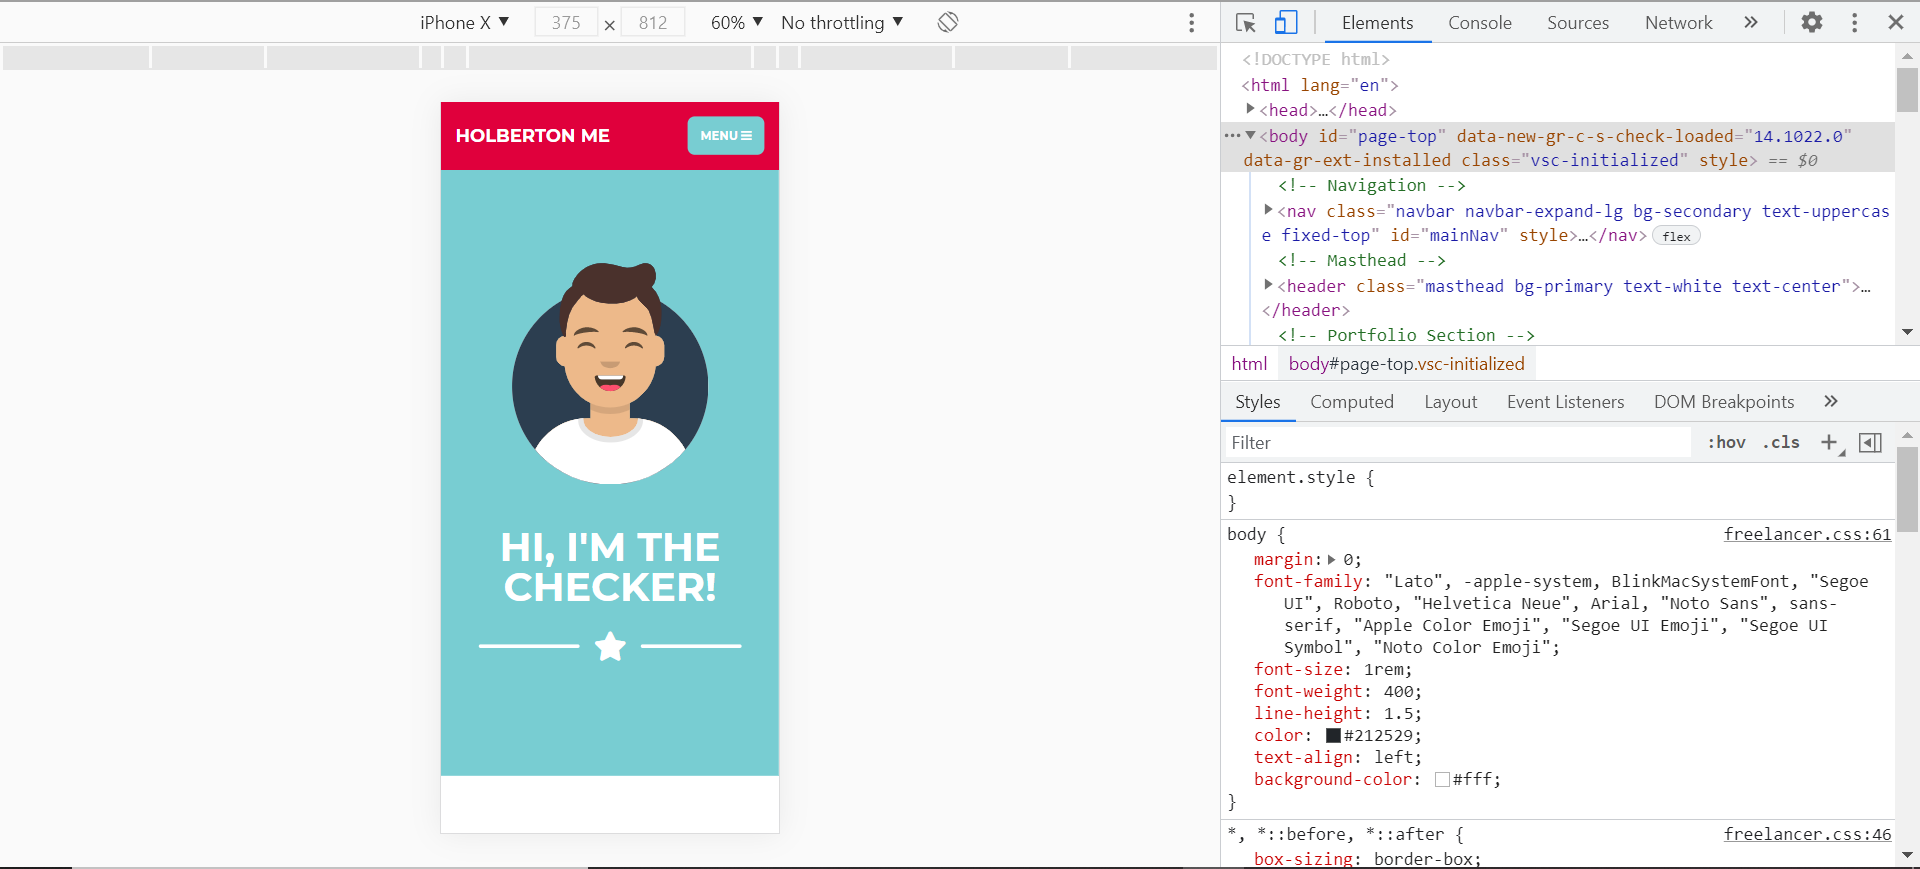 iPhone X ▼ 375 × 812 60% ▼ No throttling ▼
Elements Console Sources Network »
HOLBERTON ME
MENU
HI, I'M THE
CHECKER!
<!DOCTYPE html>
<html lang="en">
<head>…</head>
<body id="page-top" data-new-gr-c-s-check-loaded="14.1022.0"
data-gr-ext-installed class="vsc-initialized" style> == $0
<!-- Navigation -->
<nav class="navbar navbar-expand-lg bg-secondary text-uppercas
e fixed-top" id="mainNav" style>…</nav> flex
<!-- Masthead -->
<header class="masthead bg-primary text-white text-center">…
</header>
<!-- Portfolio Section -->
html body#page-top.vsc-initialized
Styles Computed Layout Event Listeners DOM Breakpoints »
Filter :hov .cls +
element.style {
}
body { freelancer.css:61
margin: 0;
font-family: "Lato", -apple-system, BlinkMacSystemFont, "Segoe
UI", Roboto, "Helvetica Neue", Arial, "Noto Sans", sans-
serif, "Apple Color Emoji", "Segoe UI Emoji", "Segoe UI
Symbol", "Noto Color Emoji";
font-size: 1rem;
font-weight: 400;
line-height: 1.5;
color: #212529;
text-align: left;
background-color: #fff;
}
*, *::before, *::after { freelancer.css:46
box-sizing: border-box;